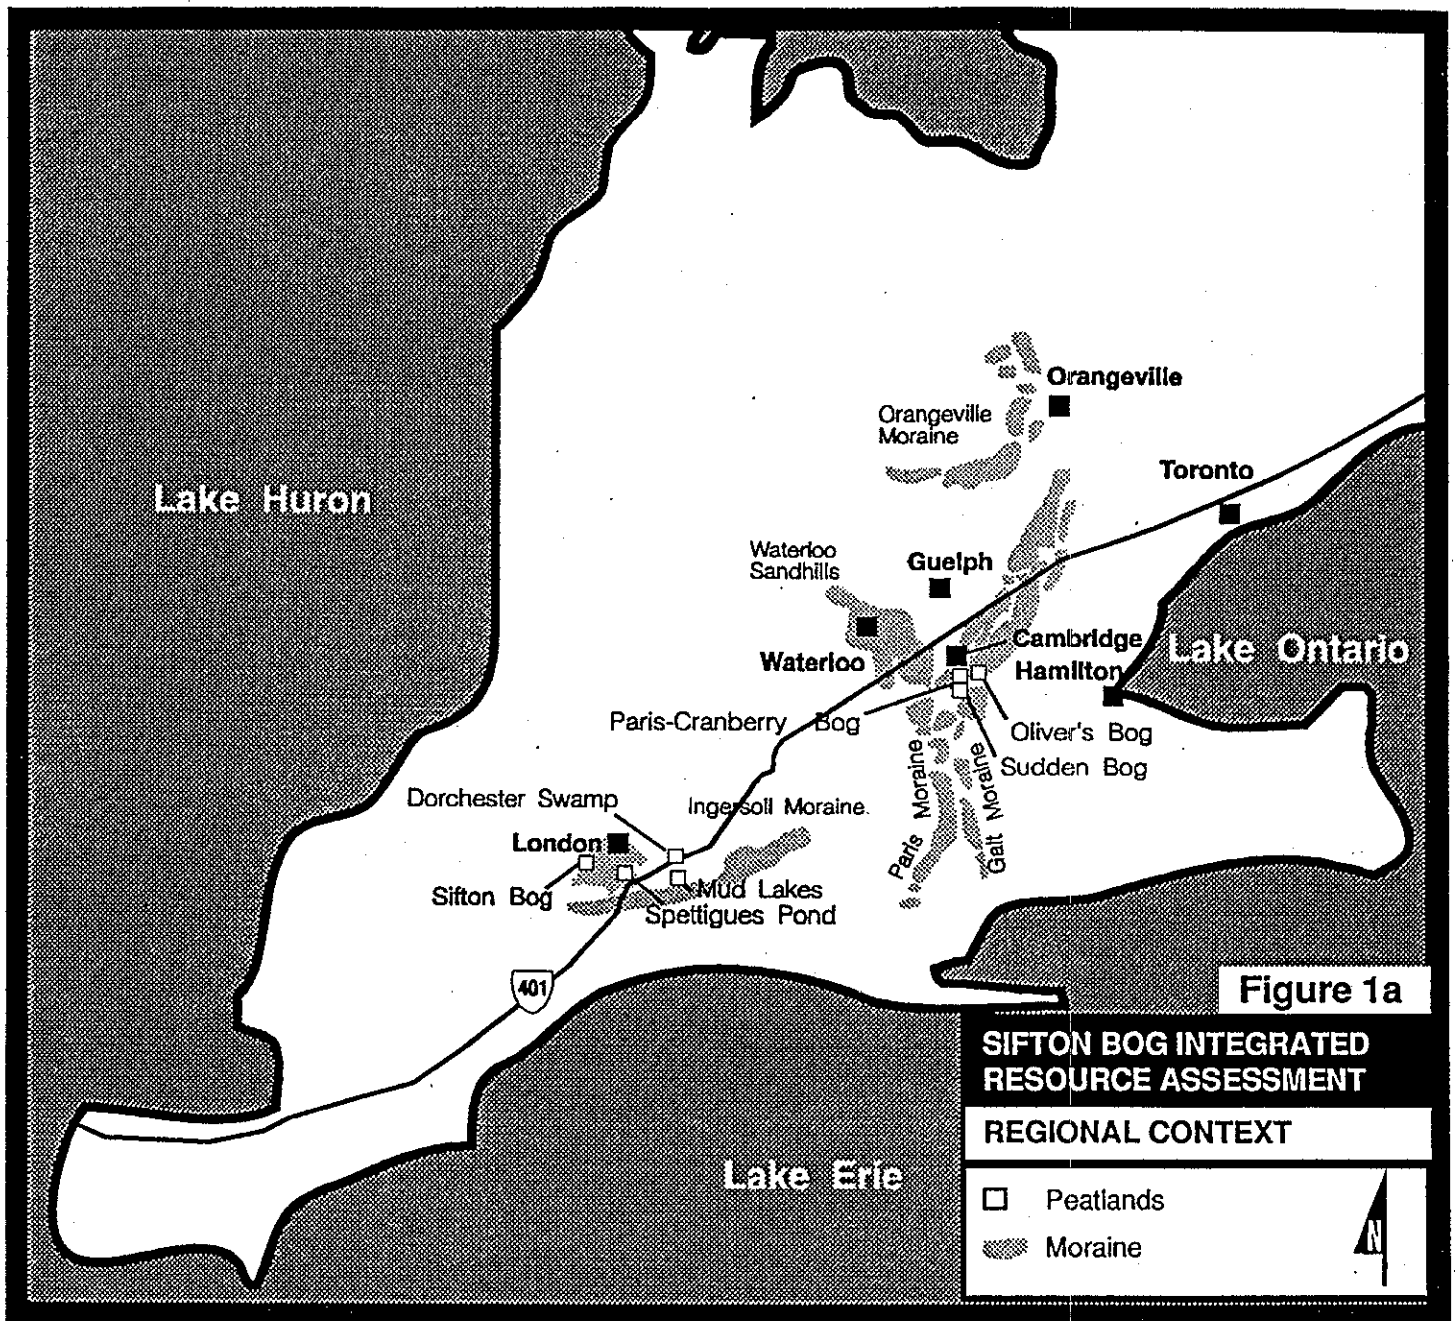 Orangeville
Orangeville
Moraine
Toronto
Lake Huron
Waterloo
Sandhills
Guelph
Cambridge
Waterloo
Hamilton
Lake Ontario
Paris-Cranberry Bog
Oliver's Bog
Sudden Bog
Paris Moraine
Galt Moraine
Dorchester Swamp
Ingersoll Moraine.
London
Sifton Bog
Mud Lakes
Spettigues Pond
401
Lake Erie
Figure 1a
SIFTON BOG INTEGRATED
RESOURCE ASSESSMENT
REGIONAL CONTEXT
Peatlands
Moraine
N